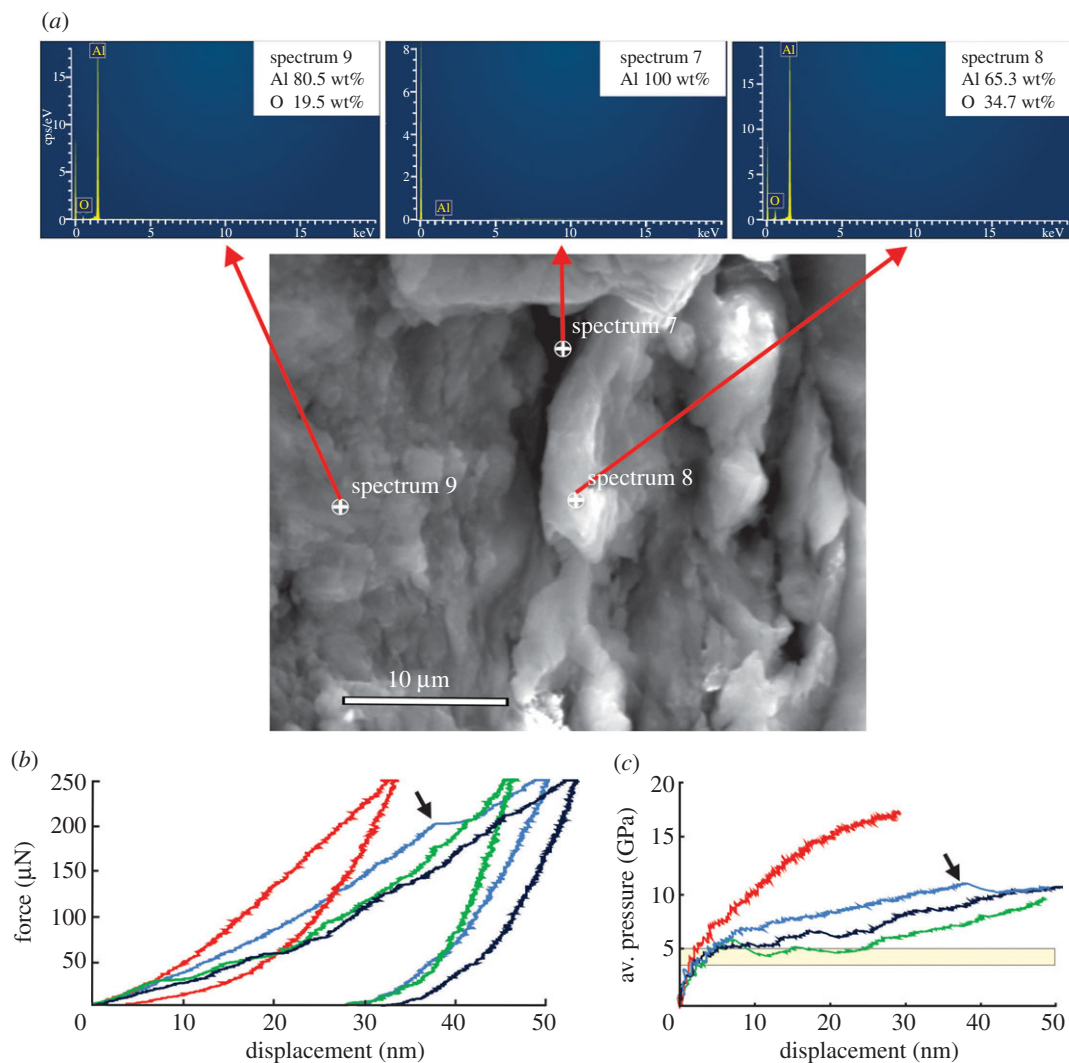 (a)
spectrum 9
Al 80.5 wt%
O 19.5 wt%
Al
O
cps/eV
15
10
5
0
0
5
10
15
keV
spectrum 7
Al 100 wt%
Al
8
6
4
2
0
0
5
10
15
keV
spectrum 8
Al 65.3 wt%
O 34.7 wt%
Al
O
15
10
5
0
0
5
10
15
keV
spectrum 7
spectrum 9
spectrum 8
10 µm
(b)
250
200
150
100
50
force (µN)
0
10
20
30
40
50
displacement (nm)
(c)
20
15
10
5
av. pressure (GPa)
0
10
20
30
40
50
displacement (nm)